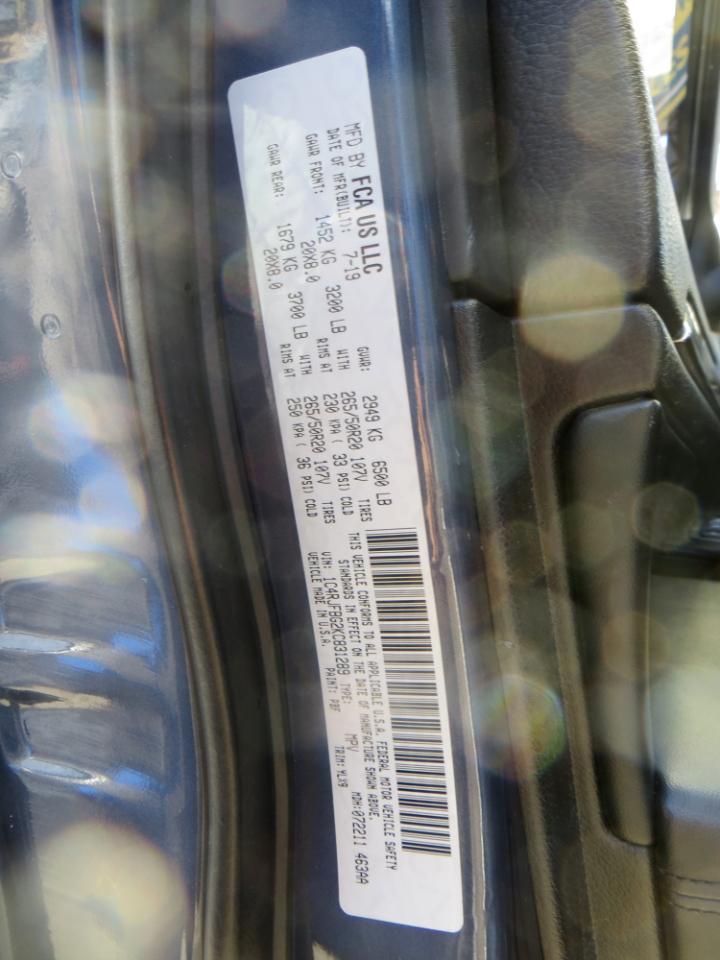 MFD BY FCA US LLC
DATE OF MFR(BUILT): 7-19 GVWR: 2949 KG 6500 LB
GAWR FRONT: 1452 KG 3200 LB WITH 265/50R20 107V TIRES
20X8.0 RIMS AT 230 KPA ( 33 PSI) COLD
GAWR REAR: 1679 KG 3700 LB WITH 265/50R20 107V TIRES
20X8.0 RIMS AT 250 KPA ( 36 PSI) COLD
THIS VEHICLE CONFORMS TO ALL APPLICABLE U.S.A. FEDERAL MOTOR VEHICLE SAFETY
STANDARDS IN EFFECT ON THE DATE OF MANUFACTURE SHOWN ABOVE.
VIN: 1C4RJFBG2KC831289 TYPE: MPV MDH:072211 463AA
VEHICLE MADE IN U.S.A. PAINT: PBF TRIM: YLX9